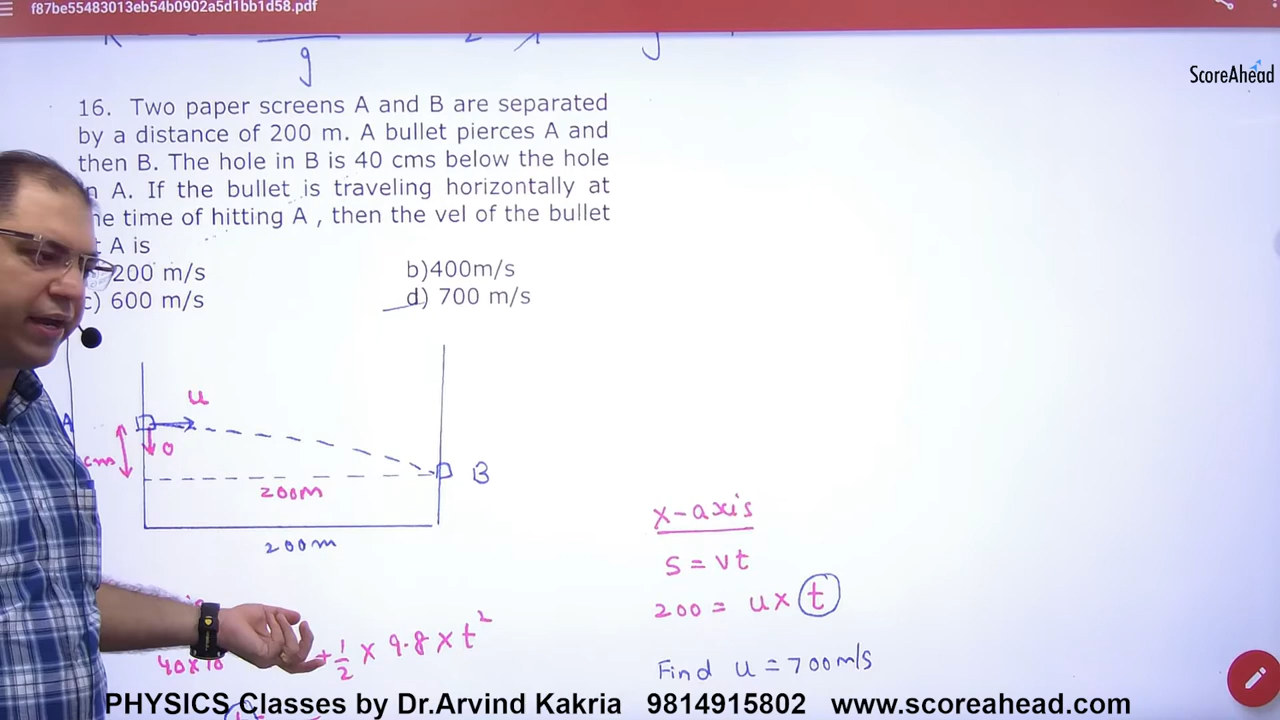 f87be55483013eb54b0902a5d1bb1d58.pdf
g
ScoreAhead
16. Two paper screens A and B are separated
by a distance of 200 m. A bullet pierces A and
then B. The hole in B is 40 cms below the hole
A. If the bullet is traveling horizontally at
time of hitting A , then the vel of the bullet
A is
200 m/s
b)400m/s
c) 600 m/s
d) 700 m/s
u
A
0
cm
200m
B
200m
x-axis
S = vt
200 = u x t
40x10
+ 1/2 x 9.8 x t²
Find u = 700m/s
PHYSICS Classes by Dr.Arvind Kakria 9814915802 www.scoreahead.com